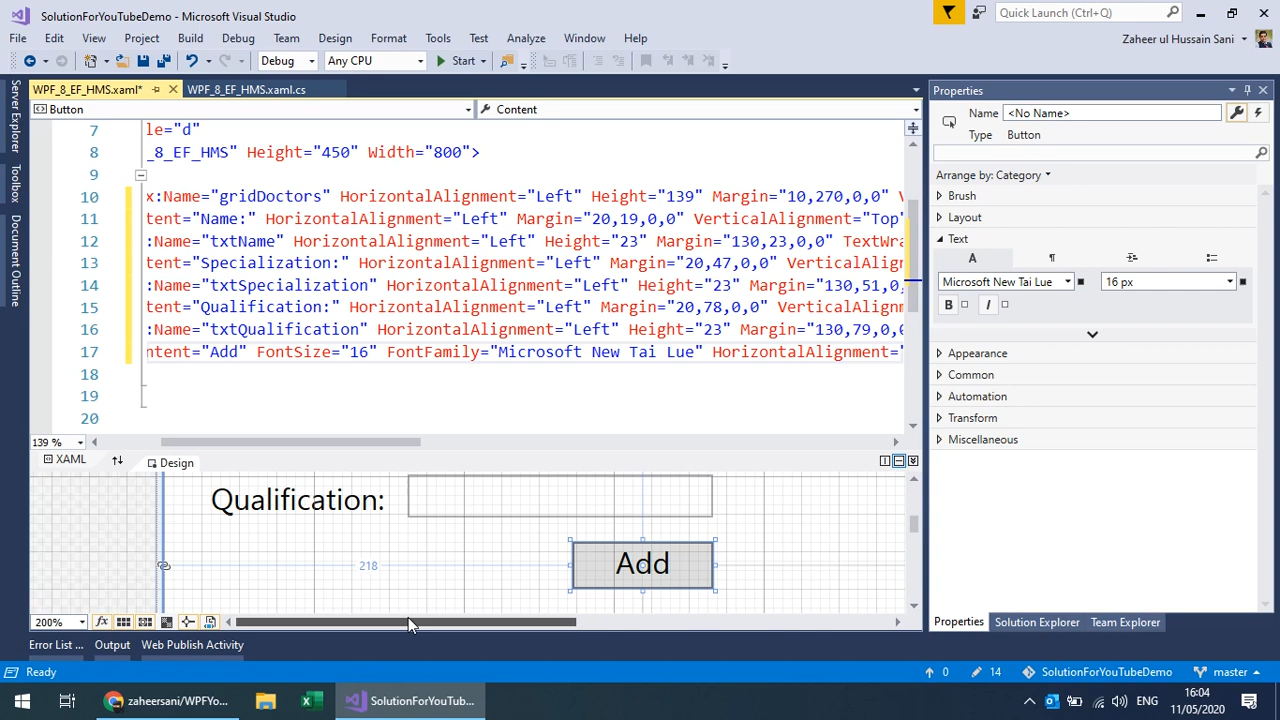 SolutionForYouTubeDemo - Microsoft Visual Studio
Quick Launch (Ctrl+Q)
File Edit View Project Build Debug Team Design Format Tools Test Analyze Window Help
Zaheer ul Hussain Sani
Debug Any CPU Start
Server Explorer
Toolbox
Document Outline
WPF_8_EF_HMS.xaml* WPF_8_EF_HMS.xaml.cs
Button Content
7 le="d"
8 _8_EF_HMS" Height="450" Width="800">
9
10 x:Name="gridDoctors" HorizontalAlignment="Left" Height="139" Margin="10,270,0,0" V
11 tent="Name:" HorizontalAlignment="Left" Margin="20,19,0,0" VerticalAlignment="Top"
12 :Name="txtName" HorizontalAlignment="Left" Height="23" Margin="130,23,0,0" TextWra
13 tent="Specialization:" HorizontalAlignment="Left" Margin="20,47,0,0" VerticalAlign
14 :Name="txtSpecialization" HorizontalAlignment="Left" Height="23" Margin="130,51,0,
15 tent="Qualification:" HorizontalAlignment="Left" Margin="20,78,0,0" VerticalAlignm
16 :Name="txtQualification" HorizontalAlignment="Left" Height="23" Margin="130,79,0,0
17 ntent="Add" FontSize="16" FontFamily="Microsoft New Tai Lue" HorizontalAlignment="
18
19
20
139 %
XAML Design
Qualification:
218
Add
200% fx
Properties
Name <No Name>
Type Button
Arrange by: Category
Brush
Layout
Text
A ¶
Microsoft New Tai Lue 16 px
B I
Appearance
Common
Automation
Transform
Miscellaneous
Properties Solution Explorer Team Explorer
Error List ... Output Web Publish Activity
Ready 0 14 SolutionForYouTubeDemo master
zaheersani/WPFYo... SolutionForYouTub... ENG
16:04
11/05/2020